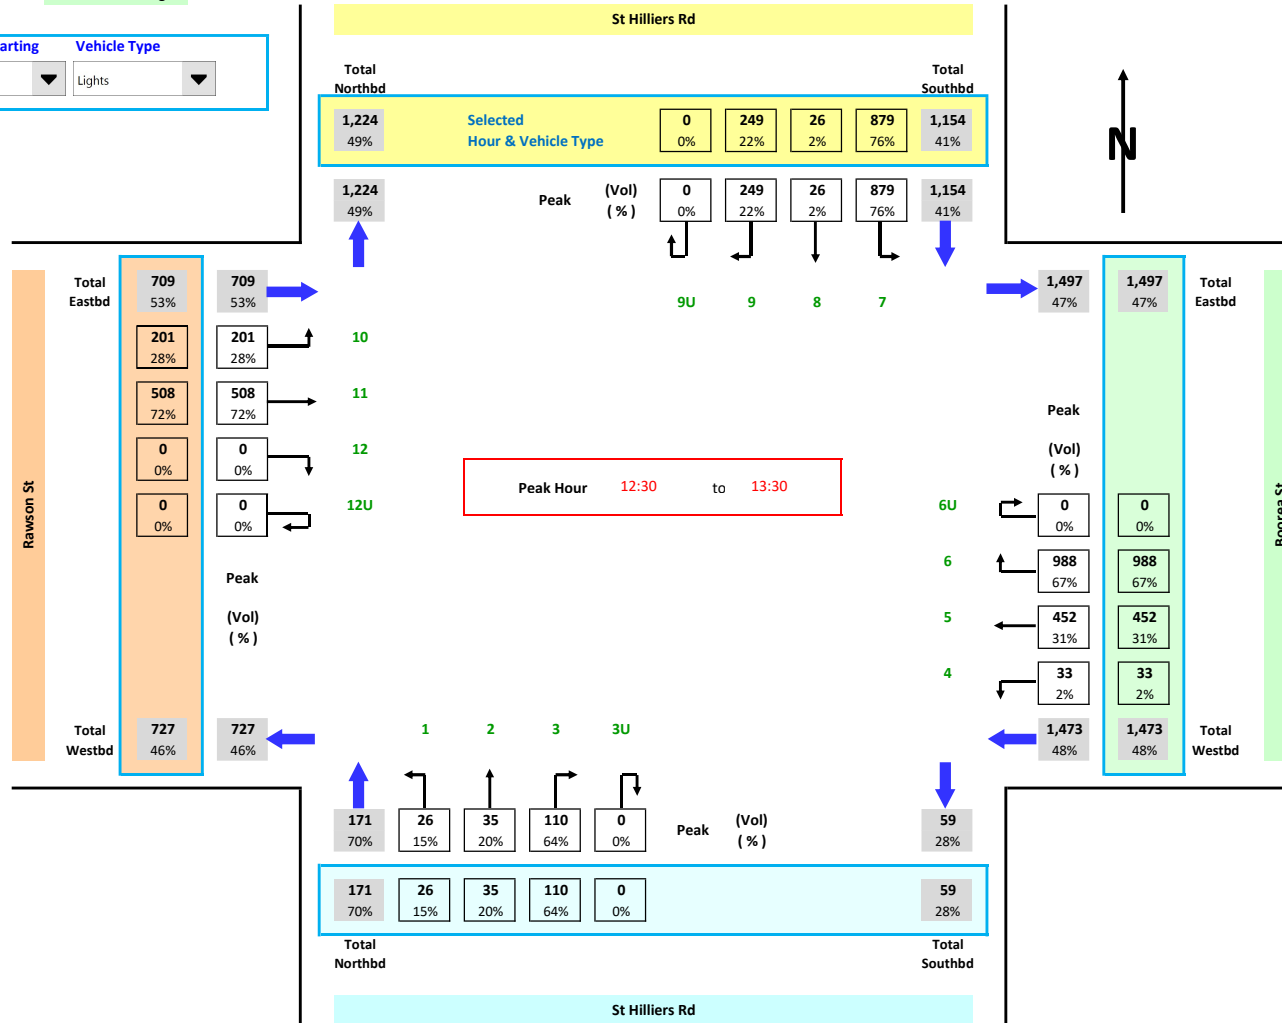 arting Vehicle Type
Lights
St Hilliers Rd
Total Northbd
Total Southbd
1,224 49%
Selected
Hour & Vehicle Type
0 0%
249 22%
26 2%
879 76%
1,154 41%
1,224 49%
Peak (Vol) ( % )
0 0%
249 22%
26 2%
879 76%
1,154 41%
N
9U 9 8 7
Total Eastbd
709 53%
709 53%
201 28%
201 28%
10
508 72%
508 72%
11
0 0%
0 0%
12
0 0%
0 0%
12U
Peak
(Vol)
( % )
Rawson St
Total Westbd
727 46%
727 46%
Peak Hour 12:30 to 13:30
1,497 47%
1,497 47%
Total Eastbd
Peak
(Vol)
( % )
6U
0 0%
0 0%
6
988 67%
988 67%
5
452 31%
452 31%
4
33 2%
33 2%
1,473 48%
1,473 48%
Total Westbd
Boorea St
1 2 3 3U
171 70%
26 15%
35 20%
110 64%
0 0%
Peak (Vol) ( % )
59 28%
171 70%
26 15%
35 20%
110 64%
0 0%
59 28%
Total Northbd
Total Southbd
St Hilliers Rd